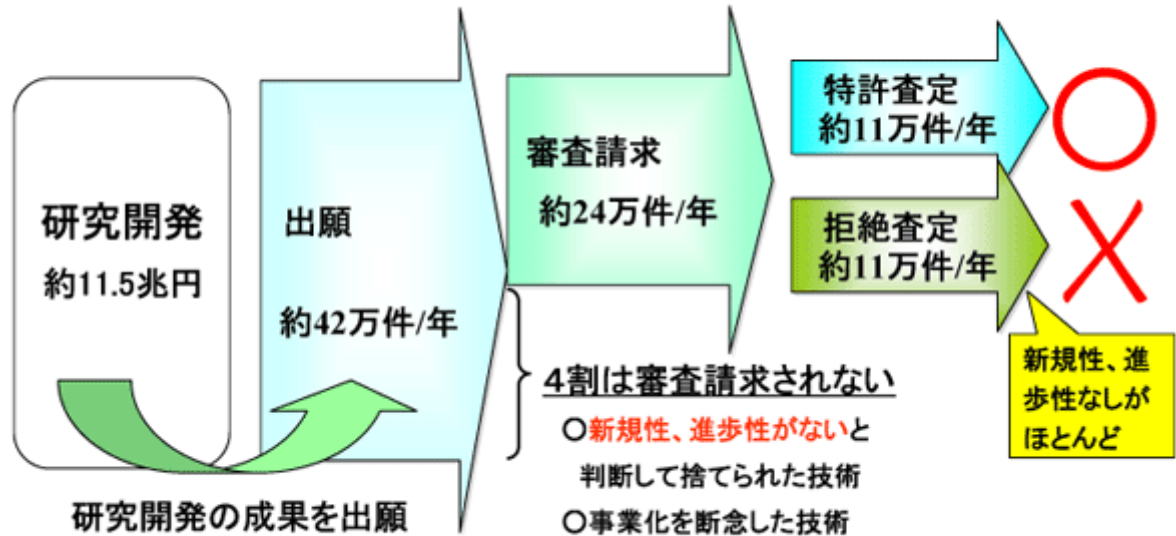 研究開発
約11.5兆円
出願
約42万件/年
研究開発の成果を出願
審査請求
約24万件/年
4割は審査請求されない
○新規性、進歩性がないと
判断して捨てられた技術
○事業化を断念した技術
特許査定
約11万件/年
拒絶査定
約11万件/年
新規性、進
歩性なしが
ほとんど